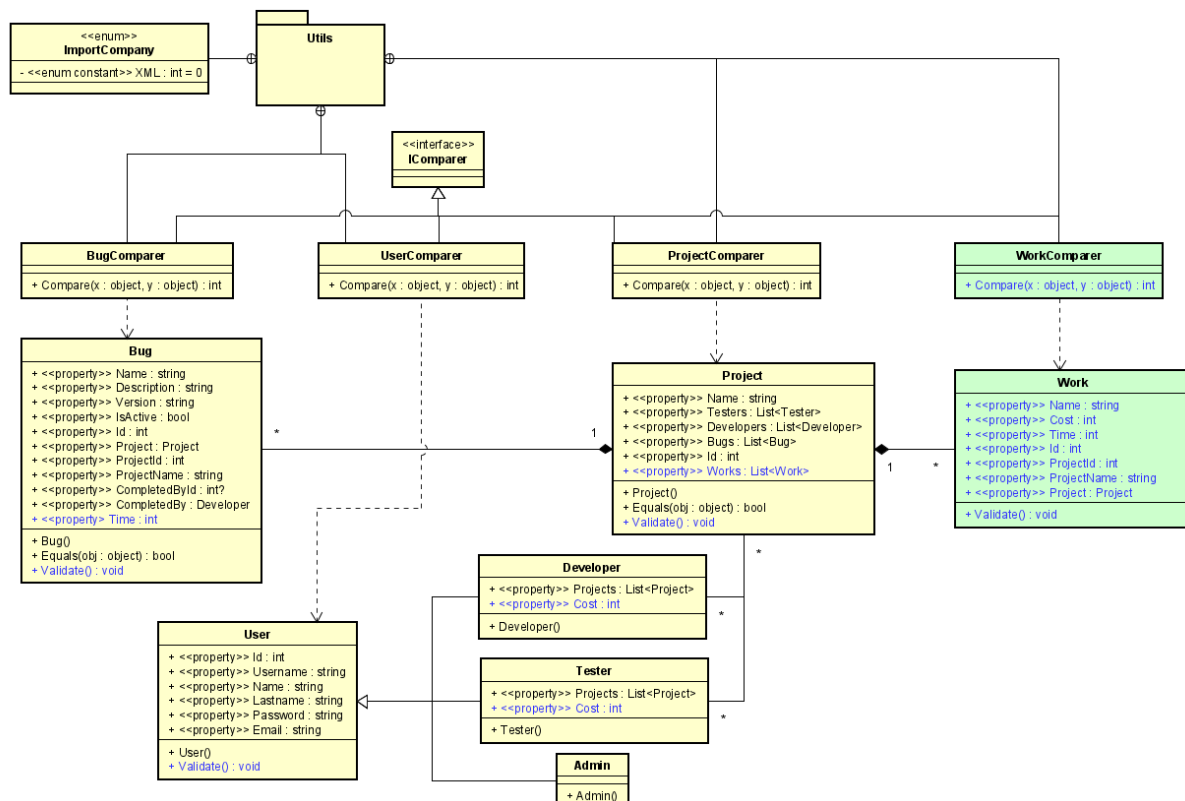 <<enum>>
ImportCompany
- <<enum constant>> XML : int = 0
Utils
<<interface>>
IComparer
BugComparer
+ Compare(x : object, y : object) : int
UserComparer
+ Compare(x : object, y : object) : int
ProjectComparer
+ Compare(x : object, y : object) : int
WorkComparer
+ Compare(x : object, y : object) : int
Bug
+ <<property>> Name : string
+ <<property>> Description : string
+ <<property>> Version : string
+ <<property>> IsActive : bool
+ <<property>> Id : int
+ <<property>> Project : Project
+ <<property>> ProjectId : int
+ <<property>> ProjectName : string
+ <<property>> CompletedById : int?
+ <<property>> CompletedBy : Developer
+ <<property> Time : int
+ Bug()
+ Equals(obj : object) : bool
+ Validate() : void
*
1
Project
+ <<property>> Name : string
+ <<property>> Testers : List<Tester>
+ <<property>> Developers : List<Developer>
+ <<property>> Bugs : List<Bug>
+ <<property>> Id : int
+ <<property>> Works : List<Work>
+ Project()
+ Equals(obj : object) : bool
+ Validate() : void
1
*
Work
+ <<property>> Name : string
+ <<property>> Cost : int
+ <<property>> Time : int
+ <<property>> Id : int
+ <<property>> ProjectId : int
+ <<property>> ProjectName : string
+ <<property>> Project : Project
+ Validate() : void
*
Developer
+ <<property>> Projects : List<Project>
+ <<property>> Cost : int
+ Developer()
*
User
+ <<property>> Id : int
+ <<property>> Username : string
+ <<property>> Name : string
+ <<property>> Lastname : string
+ <<property>> Password : string
+ <<property>> Email : string
+ User()
+ Validate() : void
Tester
+ <<property>> Projects : List<Project>
+ <<property>> Cost : int
+ Tester()
*
Admin
+ Admin()